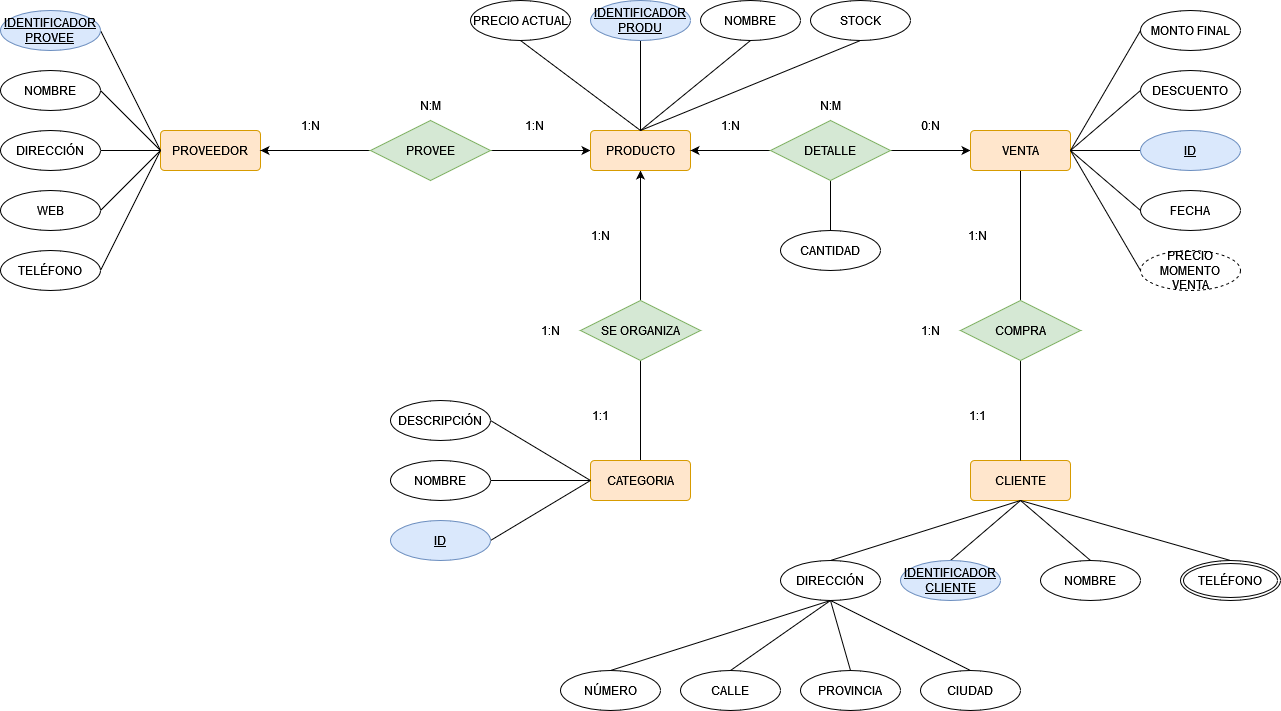 IDENTIFICADOR
PROVEE
NOMBRE
DIRECCIÓN
WEB
TELÉFONO
PROVEEDOR
1:N
N:M
PROVEE
1:N
PRECIO ACTUAL
IDENTIFICADOR
PRODU
NOMBRE
STOCK
PRODUCTO
1:N
N:M
DETALLE
CANTIDAD
0:N
VENTA
MONTO FINAL
DESCUENTO
ID
FECHA
PRECIO
MOMENTO
VENTA
1:N
1:N
SE ORGANIZA
1:1
DESCRIPCIÓN
NOMBRE
ID
CATEGORIA
1:N
1:N
COMPRA
1:1
CLIENTE
DIRECCIÓN
IDENTIFICADOR
CLIENTE
NOMBRE
TELÉFONO
NÚMERO
CALLE
PROVINCIA
CIUDAD